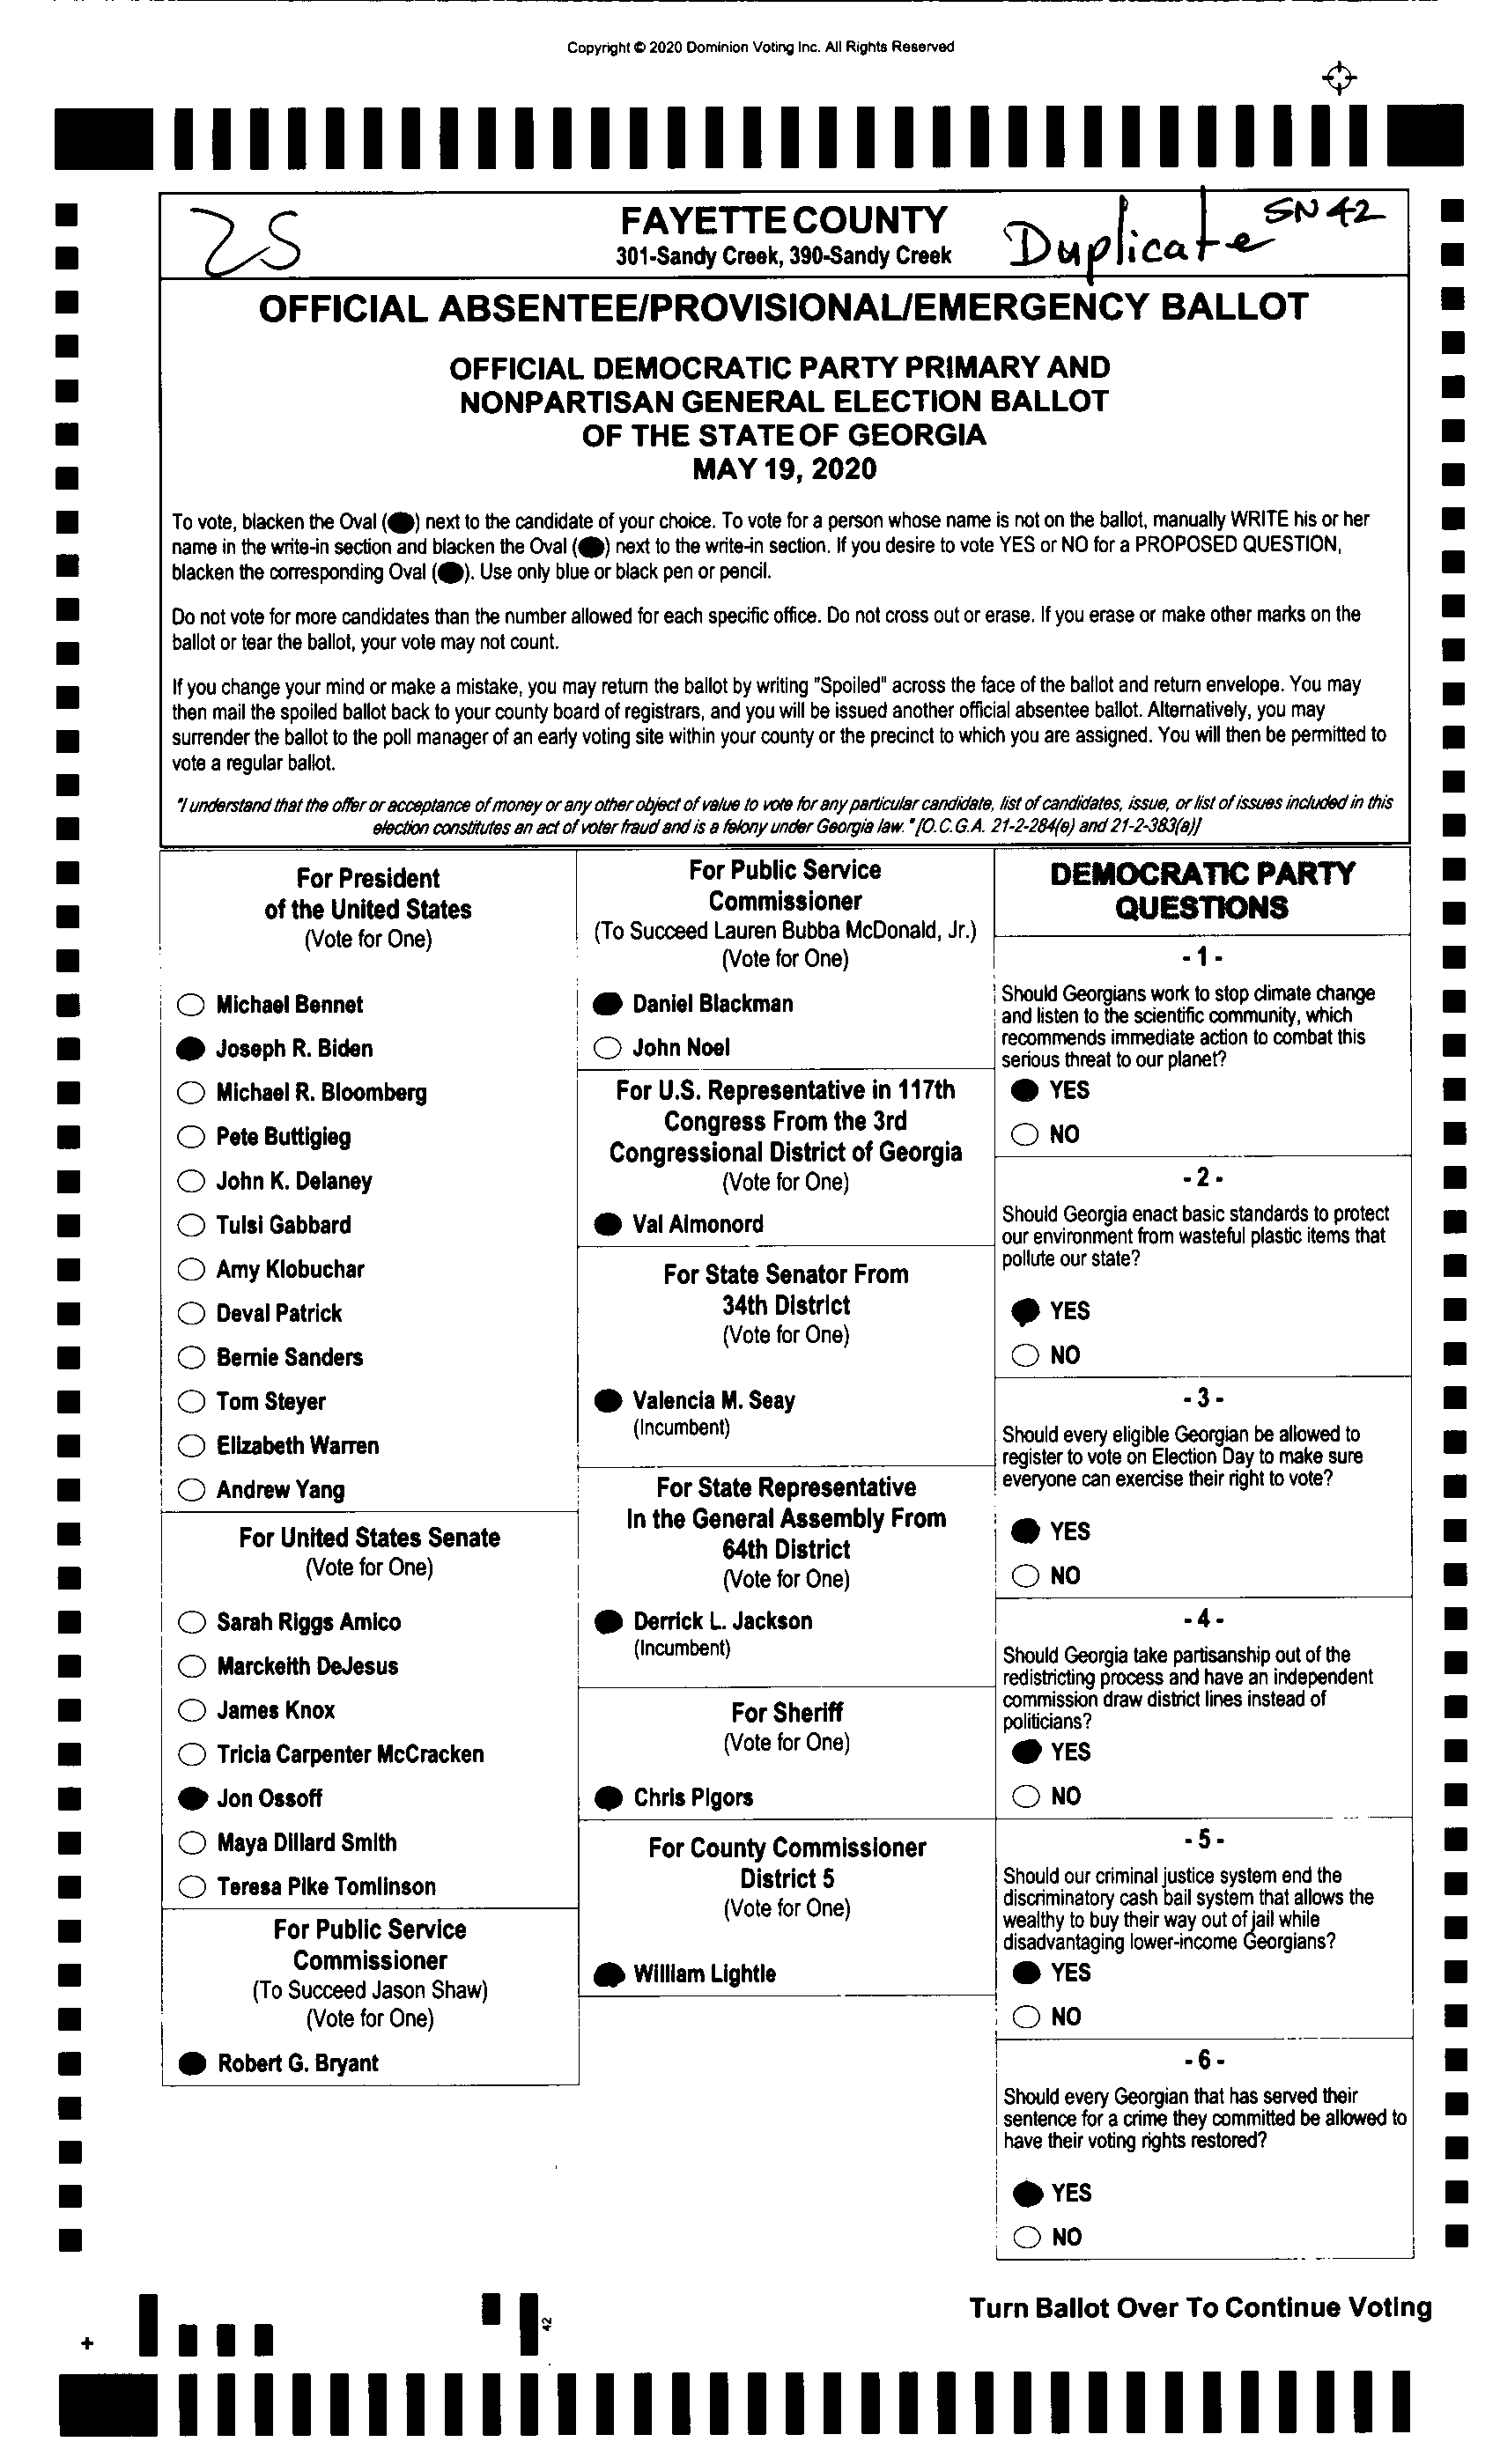 Copyright © 2020 Dominion Voting Inc. All Rights Reserved
25
FAYETTE COUNTY
301-Sandy Creek, 390-Sandy Creek
Duplicate SN 42
OFFICIAL ABSENTEE/PROVISIONAL/EMERGENCY BALLOT
OFFICIAL DEMOCRATIC PARTY PRIMARY AND
NONPARTISAN GENERAL ELECTION BALLOT
OF THE STATE OF GEORGIA
MAY 19, 2020
To vote, blacken the Oval ( ) next to the candidate of your choice. To vote for a person whose name is not on the ballot, manually WRITE his or her
name in the write-in section and blacken the Oval ( ) next to the write-in section. If you desire to vote YES or NO for a PROPOSED QUESTION,
blacken the corresponding Oval ( ). Use only blue or black pen or pencil.
Do not vote for more candidates than the number allowed for each specific office. Do not cross out or erase. If you erase or make other marks on the
ballot or tear the ballot, your vote may not count.
If you change your mind or make a mistake, you may return the ballot by writing "Spoiled" across the face of the ballot and return envelope. You may
then mail the spoiled ballot back to your county board of registrars, and you will be issued another official absentee ballot. Alternatively, you may
surrender the ballot to the poll manager of an early voting site within your county or the precinct to which you are assigned. You will then be permitted to
vote a regular ballot.
"I understand that the offer or acceptance of money or any other object of value to vote for any particular candidate, list of candidates, issue, or list of issues included in this
election constitutes an act of voter fraud and is a felony under Georgia law." [O.C.G.A. 21-2-284(e) and 21-2-383(a)]
For President
of the United States
(Vote for One)
Michael Bennet
Joseph R. Biden
Michael R. Bloomberg
Pete Buttigieg
John K. Delaney
Tulsi Gabbard
Amy Klobuchar
Deval Patrick
Bernie Sanders
Tom Steyer
Elizabeth Warren
Andrew Yang
For United States Senate
(Vote for One)
Sarah Riggs Amico
Marckeith DeJesus
James Knox
Tricia Carpenter McCracken
Jon Ossoff
Maya Dillard Smith
Teresa Pike Tomlinson
For Public Service
Commissioner
(To Succeed Jason Shaw)
(Vote for One)
Robert G. Bryant
For Public Service
Commissioner
(To Succeed Lauren Bubba McDonald, Jr.)
(Vote for One)
Daniel Blackman
John Noel
For U.S. Representative in 117th
Congress From the 3rd
Congressional District of Georgia
(Vote for One)
Val Almonord
For State Senator From
34th District
(Vote for One)
Valencia M. Seay
(Incumbent)
For State Representative
In the General Assembly From
64th District
(Vote for One)
Derrick L. Jackson
(Incumbent)
For Sheriff
(Vote for One)
Chris Pigors
For County Commissioner
District 5
(Vote for One)
William Lightle
DEMOCRATIC PARTY
QUESTIONS
- 1 -
Should Georgians work to stop climate change
and listen to the scientific community, which
recommends immediate action to combat this
serious threat to our planet?
YES
NO
- 2 -
Should Georgia enact basic standards to protect
our environment from wasteful plastic items that
pollute our state?
YES
NO
- 3 -
Should every eligible Georgian be allowed to
register to vote on Election Day to make sure
everyone can exercise their right to vote?
YES
NO
- 4 -
Should Georgia take partisanship out of the
redistricting process and have an independent
commission draw district lines instead of
politicians?
YES
NO
- 5 -
Should our criminal justice system end the
discriminatory cash bail system that allows the
wealthy to buy their way out of jail while
disadvantaging lower-income Georgians?
YES
NO
- 6 -
Should every Georgian that has served their
sentence for a crime they committed be allowed to
have their voting rights restored?
YES
NO
Turn Ballot Over To Continue Voting
42